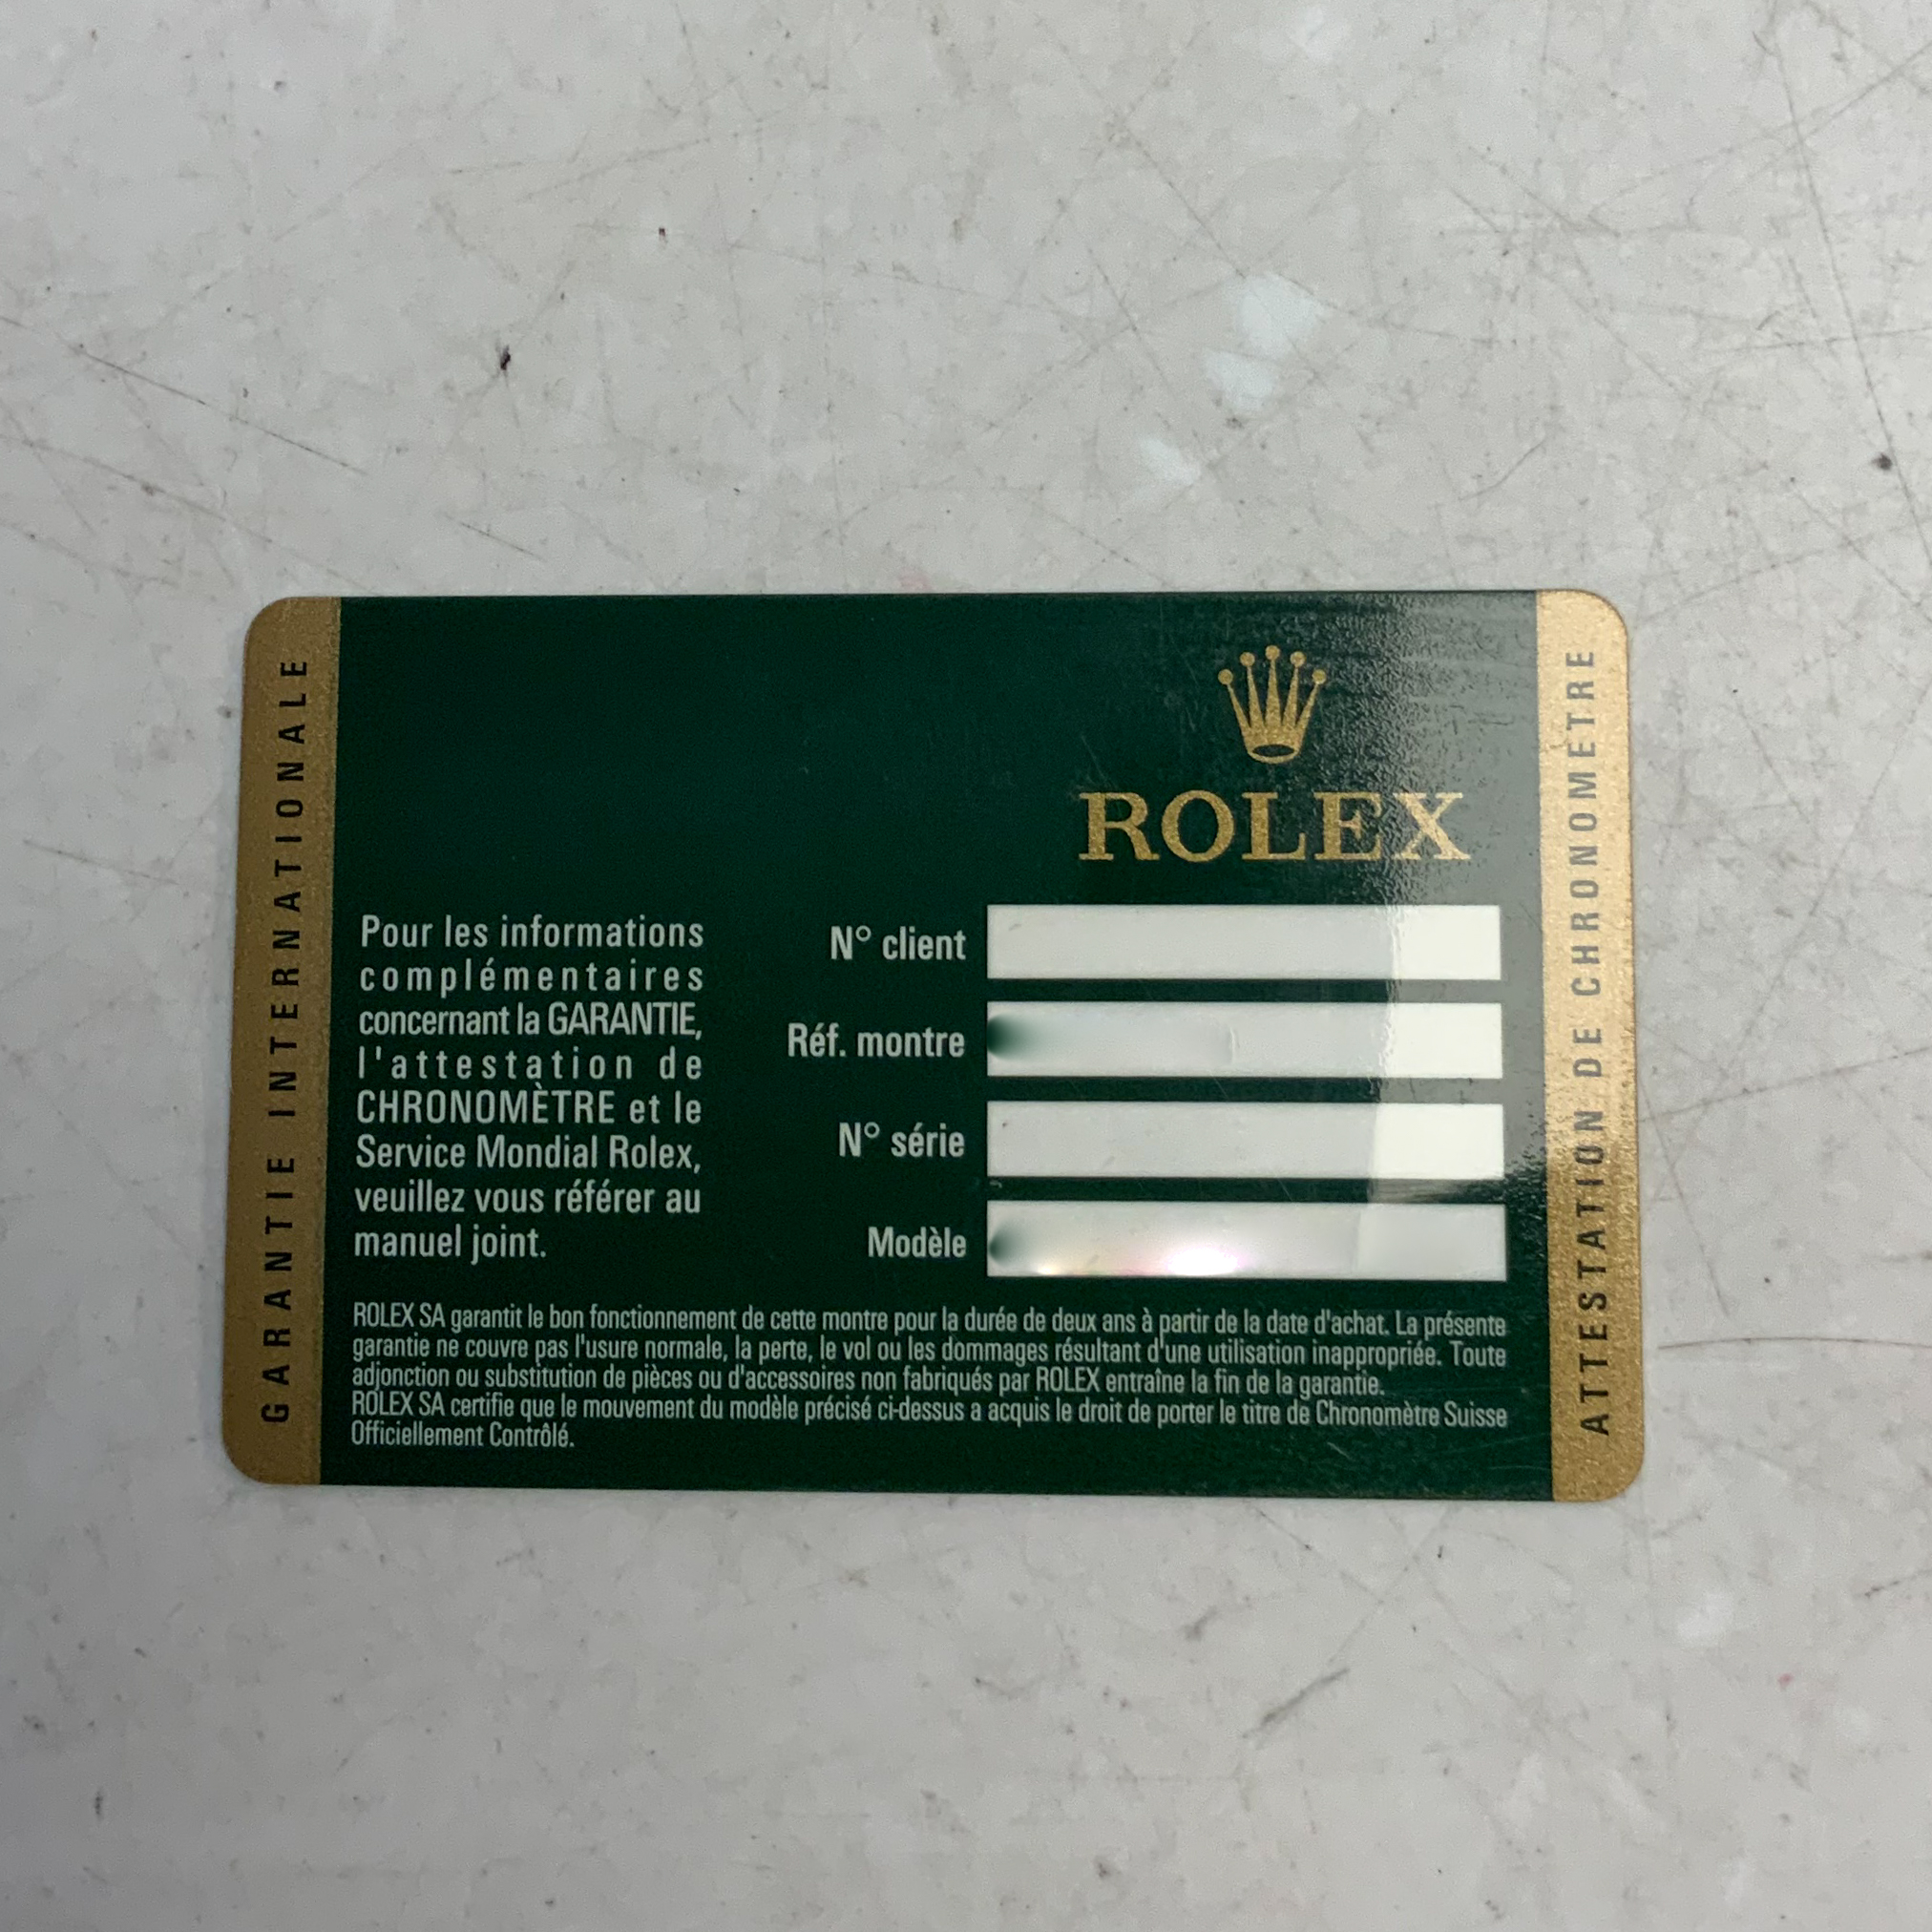 GARANTIE INTERNATIONALE
ROLEX
Pour les informations
complémentaires
concernant la GARANTIE,
l'attestation de
CHRONOMÈTRE et le
Service Mondial Rolex,
veuillez vous référer au
manuel joint.
N° client
Réf. montre
N° série
Modèle
ROLEX SA garantit le bon fonctionnement de cette montre pour la durée de deux ans à partir de la date d'achat. La présente
garantie ne couvre pas l'usure normale, la perte, le vol ou les dommages résultant d'une utilisation inappropriée. Toute
adjonction ou substitution de pièces ou d'accessoires non fabriqués par ROLEX entraîne la fin de la garantie.
ROLEX SA certifie que le mouvement du modèle précisé ci-dessus a acquis le droit de porter le titre de Chronomètre Suisse
Officiellement Contrôlé.
ATTESTATION DE CHRONOMÈTRE